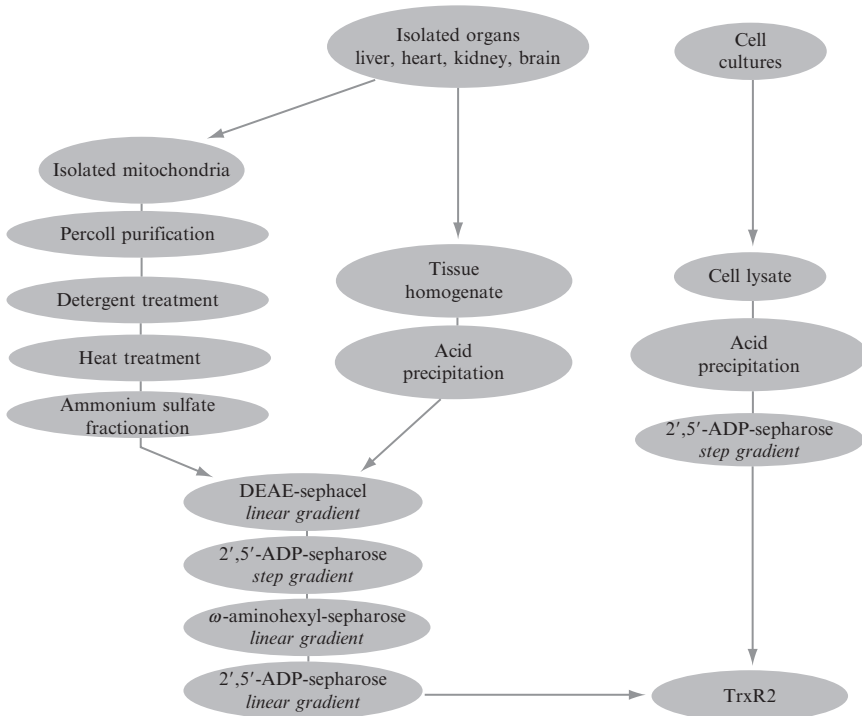 Isolated organs
liver, heart, kidney, brain
Cell
cultures
Isolated mitochondria
Percoll purification
Detergent treatment
Heat treatment
Ammonium sulfate
fractionation
Tissue
homogenate
Acid
precipitation
Cell lysate
Acid
precipitation
2′,5′-ADP-sepharose
step gradient
DEAE-sephacel
linear gradient
2′,5′-ADP-sepharose
step gradient
ω-aminohexyl-sepharose
linear gradient
2′,5′-ADP-sepharose
linear gradient
TrxR2